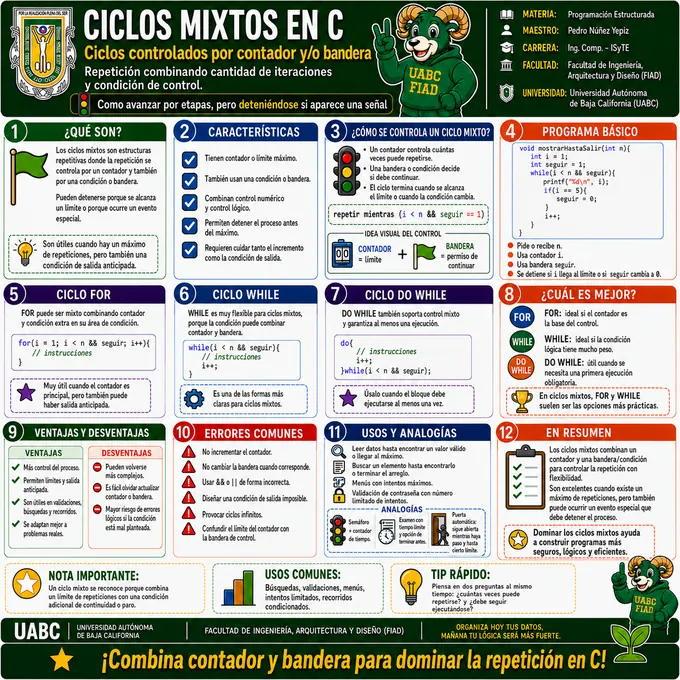 POR LA REALIZACIÓN PLENA DEL SER
CICLOS MIXTOS EN C
Ciclos controlados por contador y/o bandera
Repetición combinando cantidad de iteraciones
y condición de control.
Como avanzar por etapas, pero deteniéndose si aparece una señal
UABC
FIAD
MATERIA: Programación Estructurada
MAESTRO: Pedro Núñez Yepiz
CARRERA: Ing. Comp. – ISyTE
FACULTAD: Facultad de Ingeniería,
Arquitectura y Diseño (FIAD)
UNIVERSIDAD: Universidad Autónoma
de Baja California (UABC)
1 ¿QUÉ SON?
Los ciclos mixtos son estructuras
repetitivas donde la repetición se
controla por un contador y también
por una condición o bandera.
Pueden detenerse porque se alcanza
un límite o porque ocurre un evento
especial.
Son útiles cuando hay un máximo
de repeticiones, pero también una
condición de salida anticipada.
2 CARACTERÍSTICAS
Tienen contador o límite máximo.
También usan una condición o bandera.
Combinan control numérico
y control lógico.
Permiten detener el proceso antes
del máximo.
Requieren cuidar tanto el incremento
como la condición de salida.
3 ¿CÓMO SE CONTROLA UN CICLO MIXTO?
• Un contador controla cuántas
veces puede repetirse.
• Una bandera o condición decide
si debe continuar.
• El ciclo termina cuando se alcanza
el límite o cuando la condición cambia.
repetir mientras (i < n && seguir == 1)
IDEA VISUAL DEL CONTROL
CONTADOR
= límite
+
BANDERA
= permiso de
continuar
4 PROGRAMA BÁSICO
void mostrarHastaSalir(int n){
int i = 1;
int seguir = 1;
while(i < n && seguir){
printf("%d\n", i);
if(i == 5){
seguir = 0;
}
i++;
}
}
Pide o recibe n.
Usa contador i.
Usa bandera seguir.
Se detiene si i llega al límite o si seguir cambia a 0.
5 CICLO FOR
FOR puede ser mixto combinando contador
y condición extra en su área de condición.
for(i = 1; i < n && seguir; i++){
// instrucciones
}
Muy útil cuando el contador es
principal, pero también puede
haber salida anticipada.
6 CICLO WHILE
WHILE es muy flexible para ciclos mixtos,
porque la condición puede combinar
contador y bandera.
while(i < n && seguir){
// instrucciones
i++;
}
Es una de las formas más
claras para ciclos mixtos.
7 CICLO DO WHILE
DO WHILE también soporta control mixto
y garantiza al menos una ejecución.
do{
// instrucciones
i++;
}while(i < n && seguir);
Úsalo cuando el bloque debe
ejecutarse al menos una vez.
8 ¿CUÁL ES MEJOR?
FOR
FOR: ideal si el contador es
la base del control.
WHILE
WHILE: ideal si la condición
lógica tiene mucho peso.
DO
WHILE
DO WHILE: útil cuando se
necesita una primera ejecución
obligatoria.
En ciclos mixtos, FOR y WHILE
suelen ser las opciones más prácticas.
9 VENTAJAS Y DESVENTAJAS
VENTAJAS
Más control del proceso.
Permiten límites y salida
anticipada.
Son útiles en validaciones,
búsquedas y recorridos.
Se adaptan mejor a
problemas reales.
DESVENTAJAS
Pueden volverse
más complejos.
Es fácil olvidar actualizar
contador o bandera.
Mayor riesgo de errores
lógicos si la condición
está mal planteada.
10 ERRORES COMUNES
No incrementar el contador.
No cambiar la bandera cuando corresponde.
Usar && o || de forma incorrecta.
Diseñar una condición de salida imposible.
Provocar ciclos infinitos.
Confundir el límite del contador con
la bandera de control.
11 USOS Y ANALOGÍAS
Leer datos hasta encontrar un valor válido
o llegar al máximo.
Buscar un elemento hasta encontrarlo
o terminar el arreglo.
Menús con intentos máximos.
Validación de contraseña con número
limitado de intentos.
ANALOGÍAS
Semáforo
+ contador
de tiempo.
Examen con
tiempo límite
y opción de
terminar antes.
Puerta
automática:
sigue abierta
mientras haya
paso y hasta
cierto límite.
12 EN RESUMEN
Los ciclos mixtos combinan un
contador y una bandera/condición
para controlar la repetición con
flexibilidad.
Son excelentes cuando existe un
máximo de repeticiones, pero también
puede ocurrir un evento especial
que debe detener el proceso.
Dominar los ciclos mixtos ayuda
a construir programas más
seguros, lógicos y eficientes.
NOTA IMPORTANTE:
Un ciclo mixto se reconoce porque combina
un límite de repeticiones con una condición
adicional de continuidad o paro.
USOS COMUNES:
Búsquedas, validaciones, menús,
intentos limitados, recorridos
condicionados.
TIP RÁPIDO:
Piensa en dos preguntas al mismo
tiempo: ¿cuántas veces puede
repetirse? y ¿debe seguir
ejecutándose?
UABC
FIAD
UABC
UNIVERSIDAD AUTÓNOMA
DE BAJA CALIFORNIA
FACULTAD DE INGENIERÍA, ARQUITECTURA Y DISEÑO (FIAD)
ORGANIZA HOY TUS DATOS,
MAÑANA TU LÓGICA SERÁ MÁS FUERTE.
¡Combina contador y bandera para dominar la repetición en C!